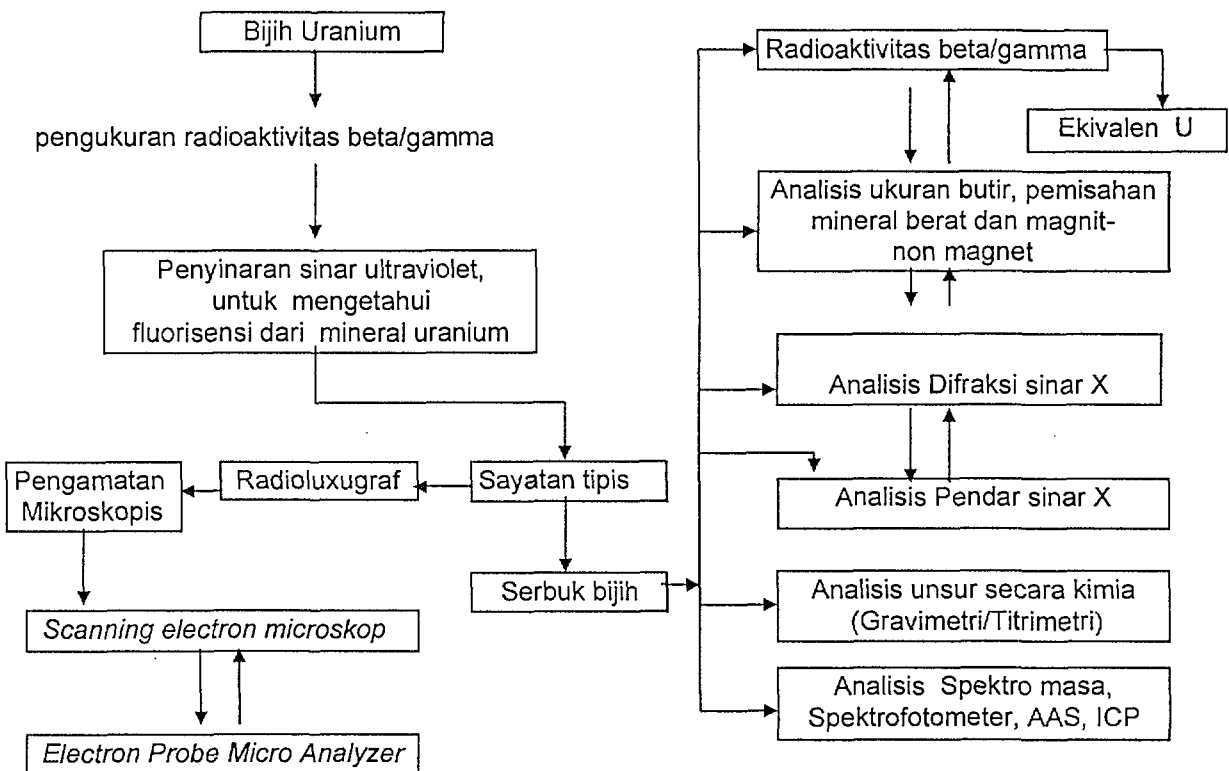 Bijih Uranium
pengukuran radioaktivitas beta/gamma
Penyinaran sinar ultraviolet,
untuk mengetahui
fluorisensi dari mineral uranium
Pengamatan
Mikroskopis
Radioluxugraf
Sayatan tipis
Serbuk bijih
Scanning electron microskop
Electron Probe Micro Analyzer
Radioaktivitas beta/gamma
Ekivalen U
Analisis ukuran butir, pemisahan
mineral berat dan magnit-
non magnet
Analisis Difraksi sinar X
Analisis Pendar sinar X
Analisis unsur secara kimia
(Gravimetri/Titrimetri)
Analisis Spektro masa,
Spektrofotometer, AAS, ICP